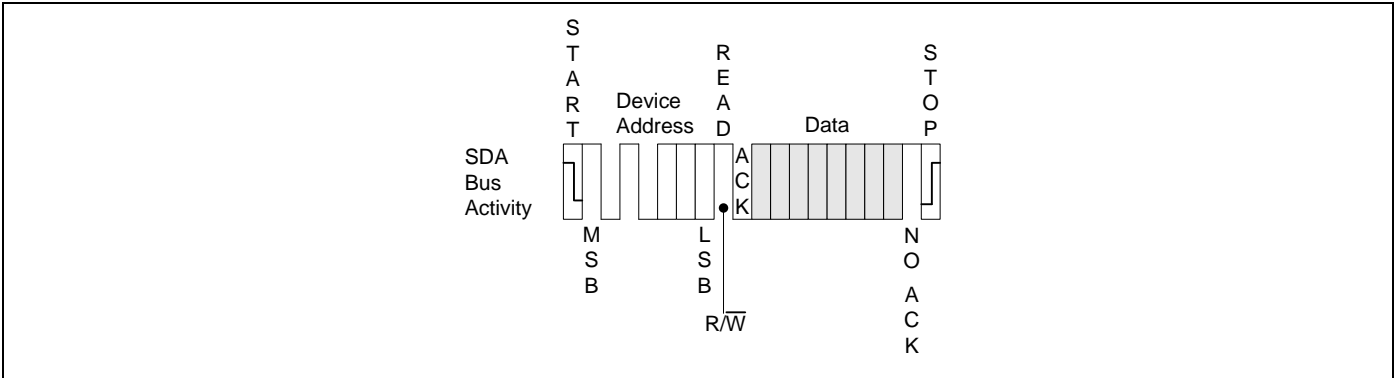 START
READ
STOP
Device
Address
Data
SDA
Bus
Activity
ACK
MSB
LSB
NO ACK
R/W̅